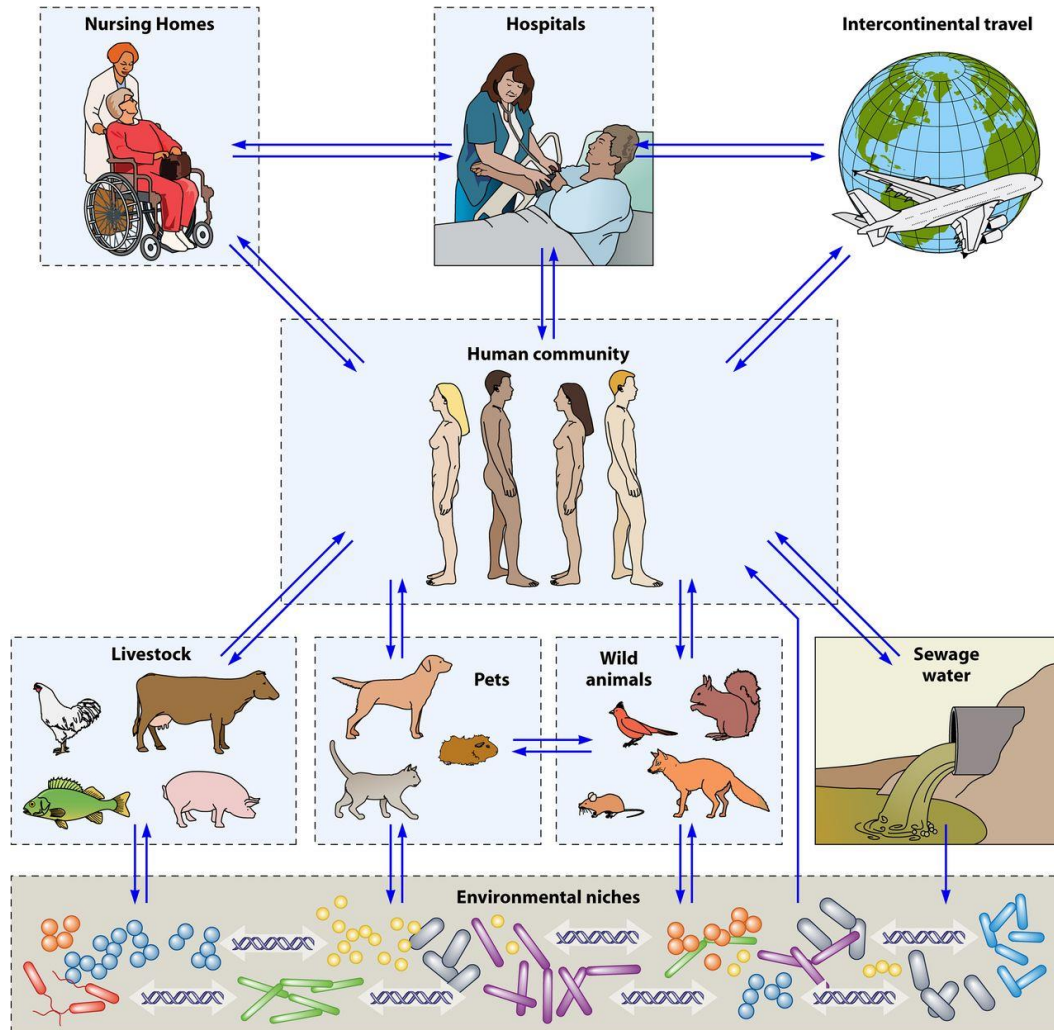 Nursing Homes
Hospitals
Intercontinental travel
Human community
Livestock
Pets
Wild
animals
Sewage
water
Environmental niches